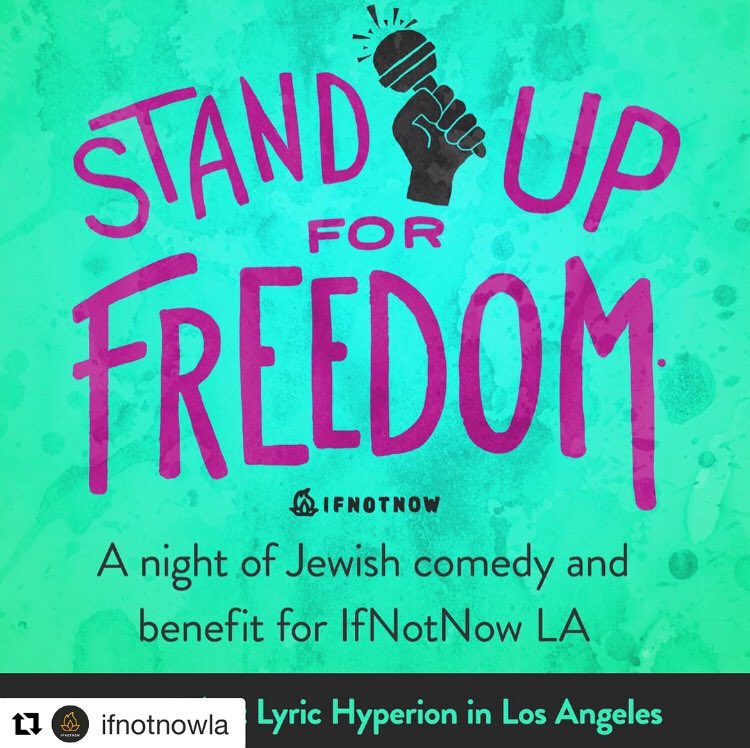 STAND UP
FOR
FREEDOM
IFNOTNOW
A night of Jewish comedy and
benefit for IfNotNow LA
Lyric Hyperion in Los Angeles
ifnotnowla